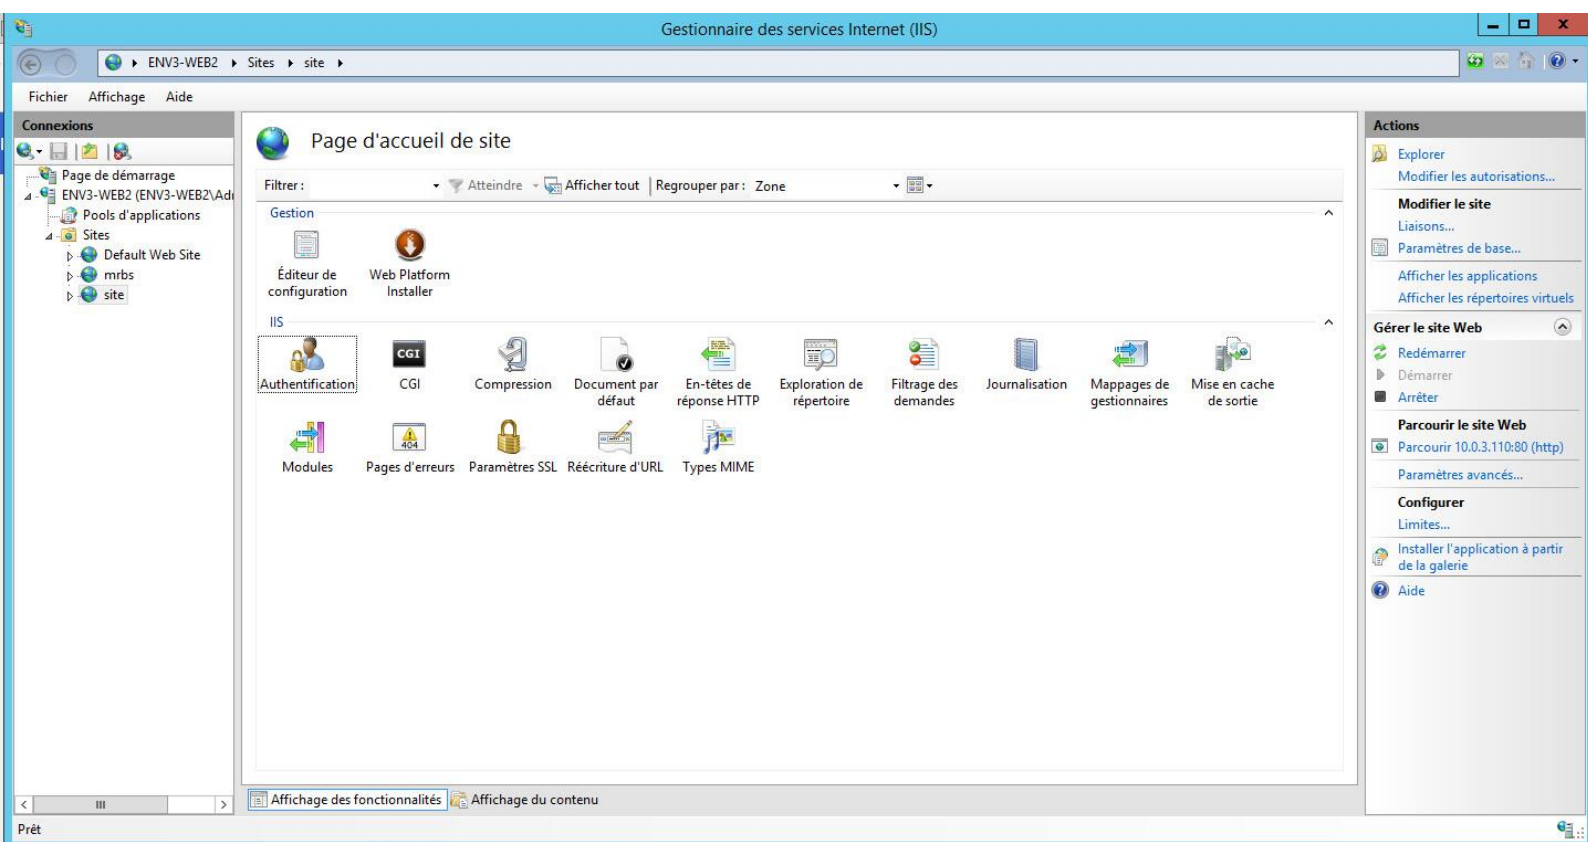 Gestionnaire des services Internet (IIS)
ENV3-WEB2 Sites site
Fichier Affichage Aide
Connexions
Page de démarrage
ENV3-WEB2 (ENV3-WEB2\Adı
Pools d'applications
Sites
Default Web Site
mrbs
site
Page d'accueil de site
Filtrer : Atteindre Afficher tout Regrouper par : Zone
Gestion
Éditeur de configuration
Web Platform Installer
IIS
Authentification
CGI
CGI
Compression
Document par défaut
En-têtes de réponse HTTP
Exploration de répertoire
Filtrage des demandes
Journalisation
Mappages de gestionnaires
Mise en cache de sortie
Modules
404
Pages d'erreurs
Paramètres SSL
Réécriture d'URL
Types MIME
Affichage des fonctionnalités Affichage du contenu
Actions
Explorer
Modifier les autorisations...
Modifier le site
Liaisons...
Paramètres de base...
Afficher les applications
Afficher les répertoires virtuels
Gérer le site Web
Redémarrer
Démarrer
Arrêter
Parcourir le site Web
Parcourir 10.0.3.110:80 (http)
Paramètres avancés...
Configurer
Limites...
Installer l'application à partir
de la galerie
Aide
Prêt